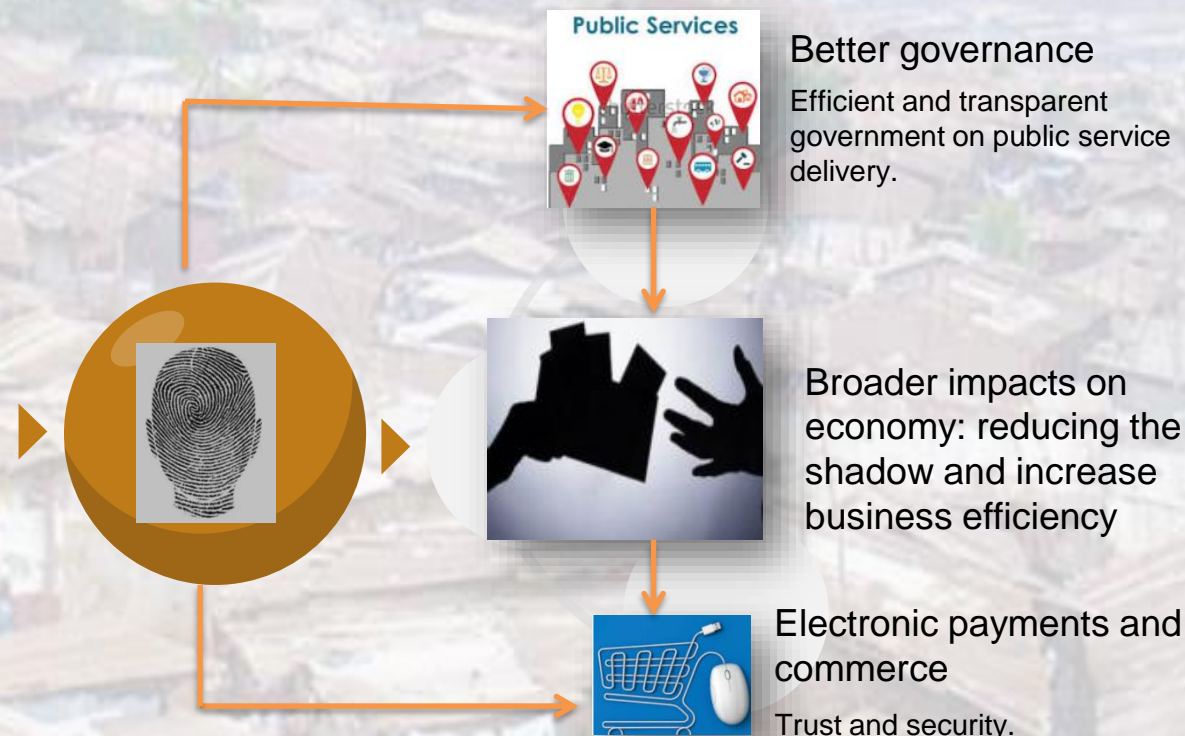 Public Services
Better governance
Efficient and transparent
government on public service
delivery.
Broader impacts on
economy: reducing the
shadow and increase
business efficiency
Electronic payments and
commerce
Trust and security.